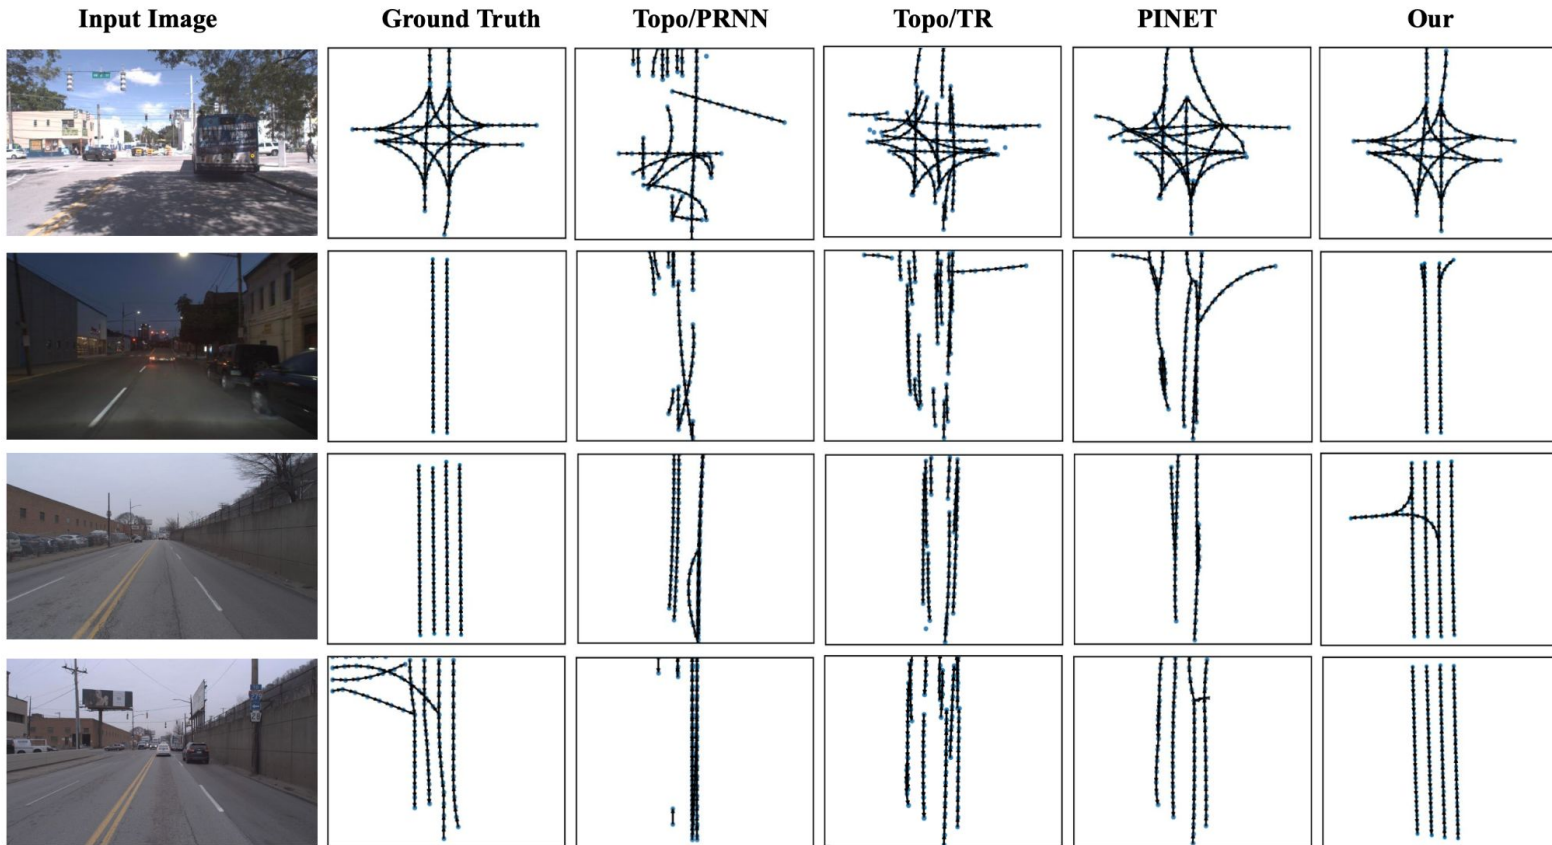 Input Image
Ground Truth
Topo/PRNN
Topo/TR
PINET
Our